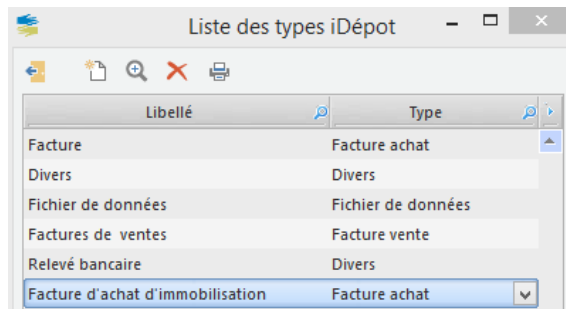 Liste des types iDépot
Libellé Type
Facture Facture achat
Divers Divers
Fichier de données Fichier de données
Factures de ventes Facture vente
Relevé bancaire Divers
Facture d'achat d'immobilisation Facture achat